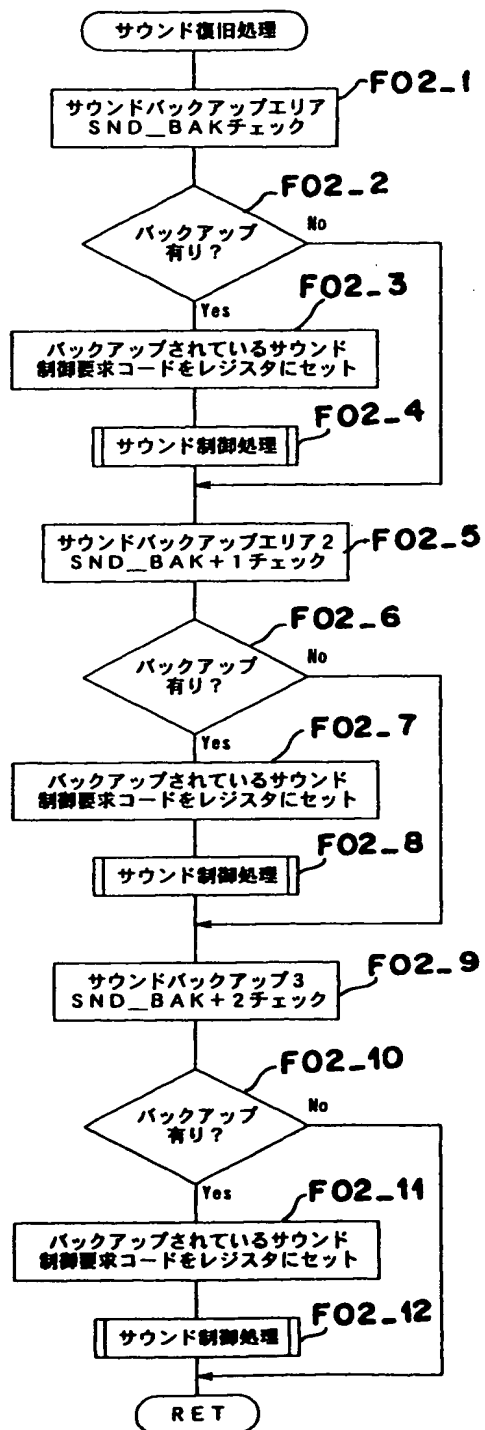 サウンド復旧処理
F02_1
サウンドバックアップエリア
SND__BAKチェック
F02_2
バックアップ
有り?
No
Yes
F02_3
バックアップされているサウンド
制御要求コードをレジスタにセット
F02_4
サウンド制御処理
サウンドバックアップエリア2
SND__BAK+1チェック
F02_5
F02_6
バックアップ
有り?
No
Yes
F02_7
バックアップされているサウンド
制御要求コードをレジスタにセット
F02_8
サウンド制御処理
F02_9
サウンドバックアップ3
SND__BAK+2チェック
F02_10
バックアップ
有り?
No
Yes
F02_11
バックアップされているサウンド
制御要求コードをレジスタにセット
F02_12
サウンド制御処理
RET